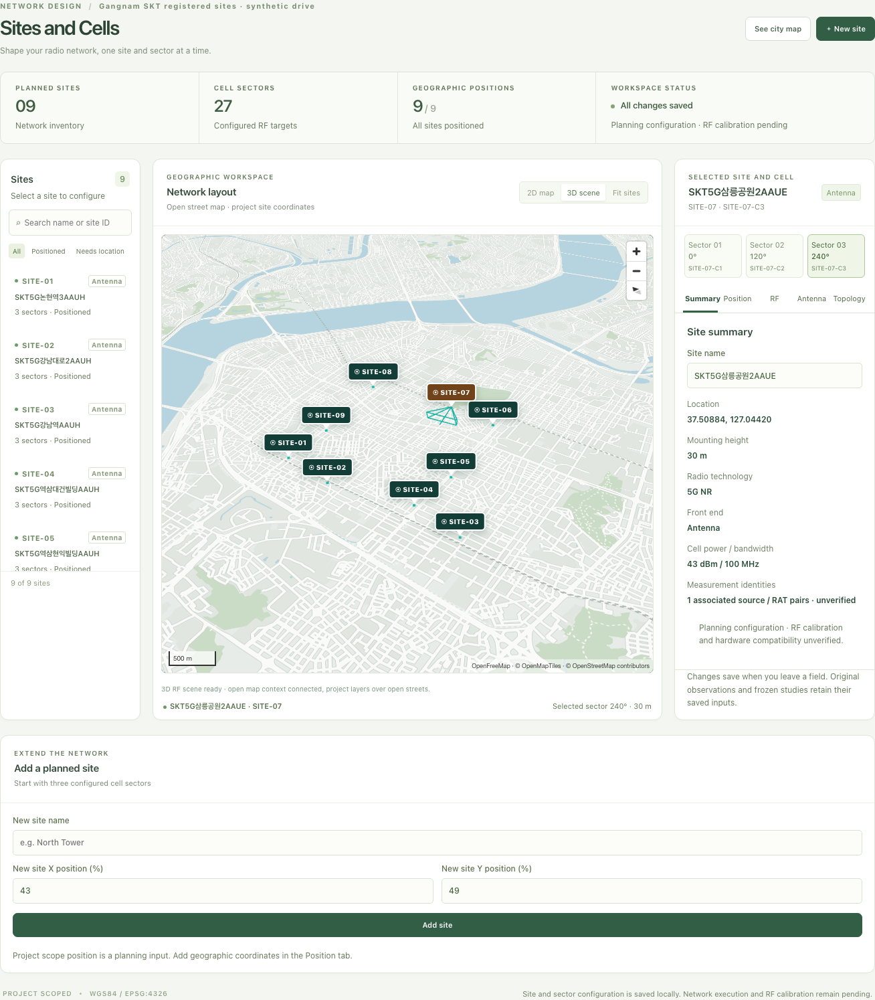 NETWORK DESIGN / Gangnam SKT registered sites · synthetic drive
Sites and Cells
Shape your radio network, one site and sector at a time.
See city map
+ New site
PLANNED SITES
09
Network inventory
CELL SECTORS
27
Configured RF targets
GEOGRAPHIC POSITIONS
9 / 9
All sites positioned
WORKSPACE STATUS
All changes saved
Planning configuration · RF calibration pending
Sites
9
Select a site to configure
Search name or site ID
All Positioned Needs location
SITE-01 Antenna
SKT5G논현역3AAUH
3 sectors · Positioned
SITE-02 Antenna
SKT5G강남대로2AAUH
3 sectors · Positioned
SITE-03 Antenna
SKT5G강남역AAUH
3 sectors · Positioned
SITE-04 Antenna
SKT5G역삼대건빌딩AAUH
3 sectors · Positioned
SITE-05 Antenna
SKT5G역삼현익빌딩AAUH
3 sectors · Positioned
9 of 9 sites
GEOGRAPHIC WORKSPACE
Network layout
Open street map · project site coordinates
2D map 3D scene Fit sites
SITE-08
SITE-07
SITE-06
SITE-09
SITE-01
SITE-02
SITE-05
SITE-04
SITE-03
500 m
OpenFreeMap · © OpenMapTiles · © OpenStreetMap contributors
3D RF scene ready · open map context connected, project layers over open streets.
SKT5G삼릉공원2AAUE · SITE-07
Selected sector 240° · 30 m
SELECTED SITE AND CELL
SKT5G삼릉공원2AAUE
Antenna
SITE-07 · SITE-07-C3
Sector 01
0°
SITE-07-C1
Sector 02
120°
SITE-07-C2
Sector 03
240°
SITE-07-C3
Summary Position RF Antenna Topology
Site summary
Site name
SKT5G삼릉공원2AAUE
Location
37.50884, 127.04420
Mounting height
30 m
Radio technology
5G NR
Front end
Antenna
Cell power / bandwidth
43 dBm / 100 MHz
Measurement identities
1 associated source / RAT pairs · unverified
Planning configuration · RF calibration
and hardware compatibility unverified.
Changes save when you leave a field. Original
observations and frozen studies retain their
saved inputs.
EXTEND THE NETWORK
Add a planned site
Start with three configured cell sectors
New site name
e.g. North Tower
New site X position (%)
43
New site Y position (%)
49
Add site
Project scope position is a planning input. Add geographic coordinates in the Position tab.
PROJECT SCOPED • WGS84 / EPSG:4326
Site and sector configuration is saved locally. Network execution and RF calibration remain pending.